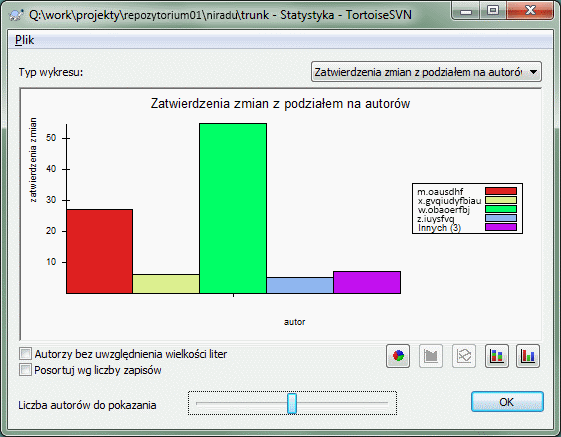 Q:\work\projekty\repozytorium01\niradu\trunk - Statystyka - TortoiseSVN
Plik
Typ wykresu:
Zatwierdzenia zmian z podziałem na autorów
Zatwierdzenia zmian z podziałem na autorów
zatwierdzenia zmian
50
40
30
20
10
autor
m.oausdhf
x.gvqiudyfbiau
w.obaoerfbj
z.iuysfvq
Innych (3)
Autorzy bez uwzględnienia wielkości liter
Posortuj wg liczby zapisów
Liczba autorów do pokazania
OK